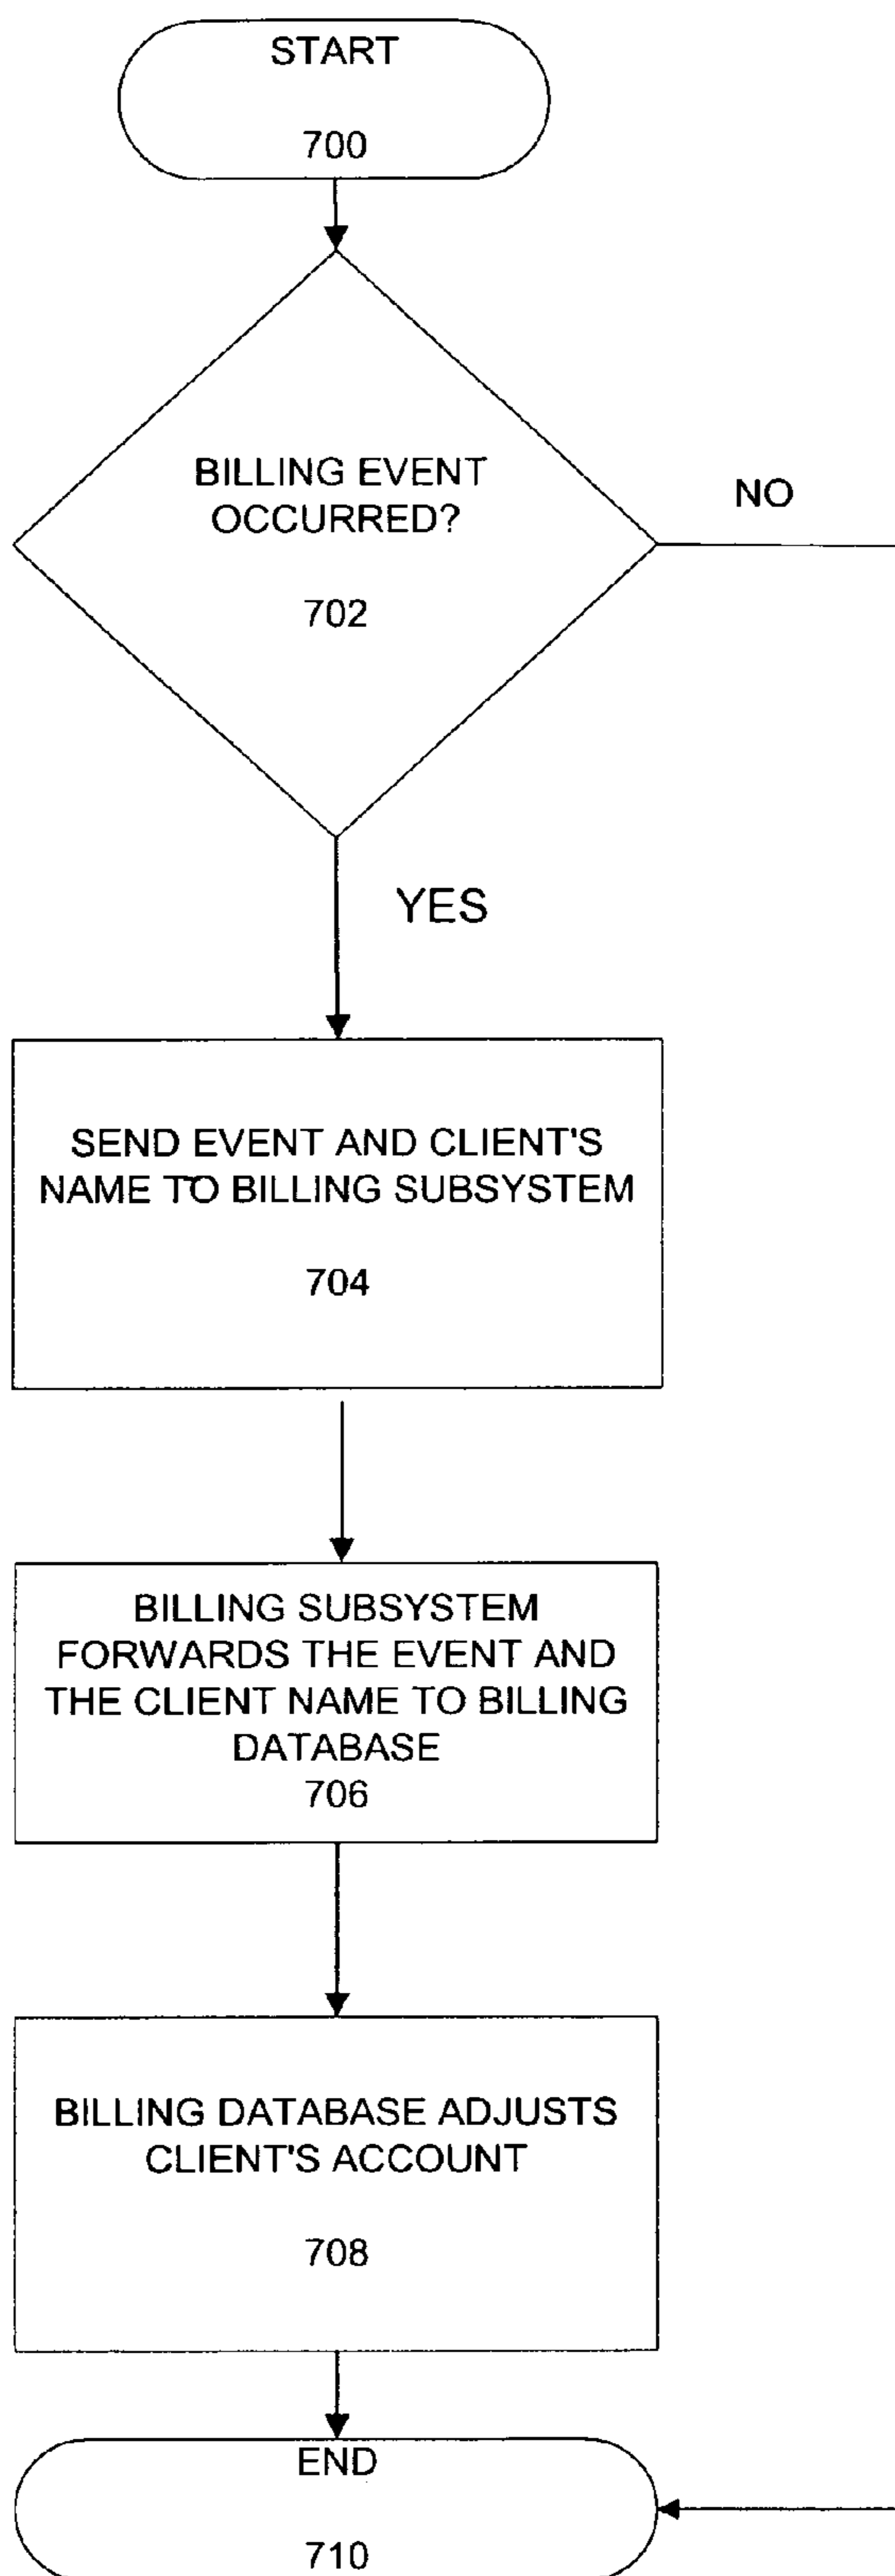 START
700
BILLING EVENT
OCCURRED?
702
NO
YES
SEND EVENT AND CLIENT'S
NAME TO BILLING SUBSYSTEM
704
BILLING SUBSYSTEM
FORWARDS THE EVENT AND
THE CLIENT NAME TO BILLING
DATABASE
706
BILLING DATABASE ADJUSTS
CLIENT'S ACCOUNT
708
END
710